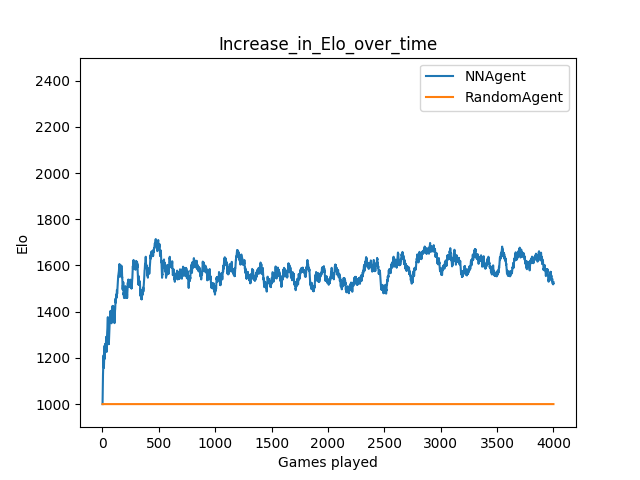 Increase_in_Elo_over_time
NNAgent
RandomAgent
2400
2200
2000
1800
1600
1400
1200
1000
Elo
0 500 1000 1500 2000 2500 3000 3500 4000
Games played